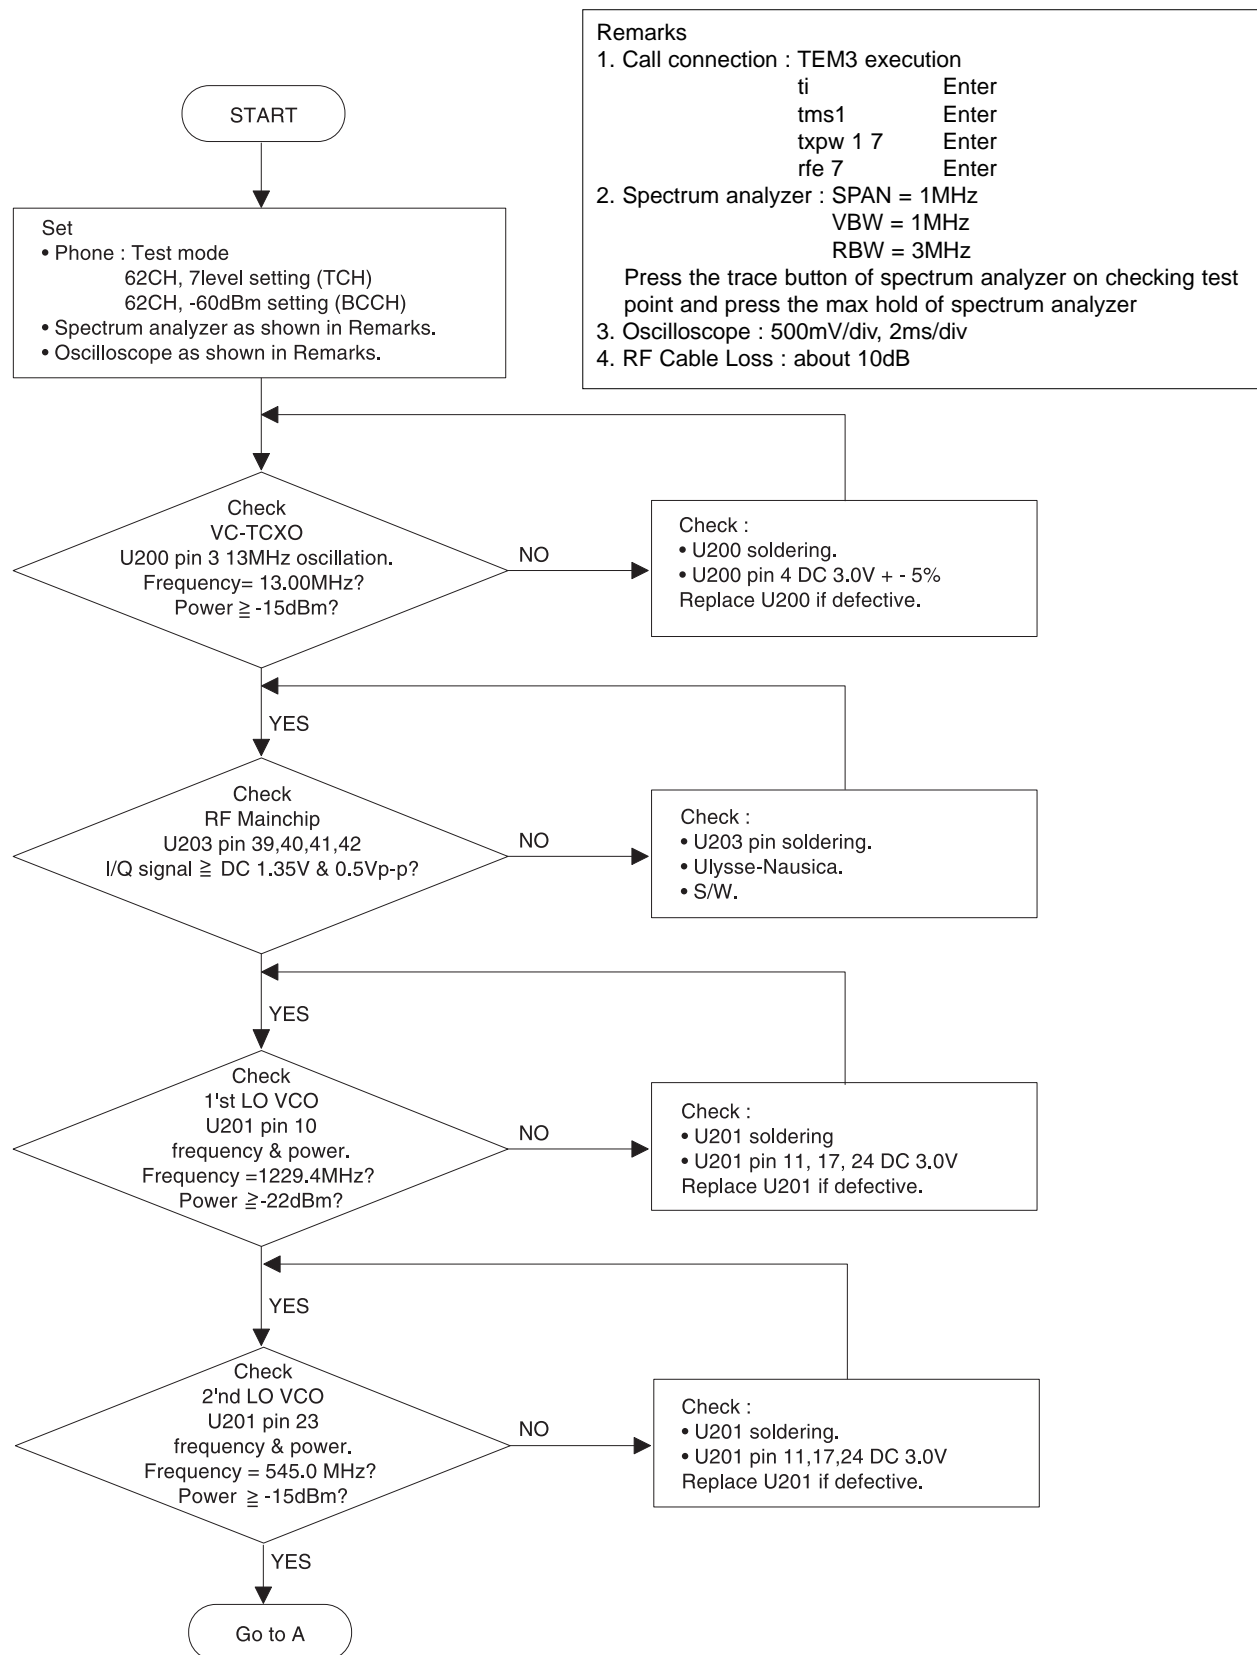 Remarks
1. Call connection : TEM3 execution
ti Enter
tms1 Enter
txpw 1 7 Enter
rfe 7 Enter
2. Spectrum analyzer : SPAN = 1MHz
VBW = 1MHz
RBW = 3MHz
Press the trace button of spectrum analyzer on checking test
point and press the max hold of spectrum analyzer
3. Oscilloscope : 500mV/div, 2ms/div
4. RF Cable Loss : about 10dB
START
Set
• Phone : Test mode
62CH, 7level setting (TCH)
62CH, -60dBm setting (BCCH)
• Spectrum analyzer as shown in Remarks.
• Oscilloscope as shown in Remarks.
Check
VC-TCXO
U200 pin 3 13MHz oscillation.
Frequency= 13.00MHz?
Power ≧ -15dBm?
NO
Check :
• U200 soldering.
• U200 pin 4 DC 3.0V + - 5%
Replace U200 if defective.
YES
Check
RF Mainchip
U203 pin 39,40,41,42
I/Q signal ≧ DC 1.35V & 0.5Vp-p?
NO
Check :
• U203 pin soldering.
• Ulysse-Nausica.
• S/W.
YES
Check
1'st LO VCO
U201 pin 10
frequency & power.
Frequency =1229.4MHz?
Power ≧-22dBm?
NO
Check :
• U201 soldering
• U201 pin 11, 17, 24 DC 3.0V
Replace U201 if defective.
YES
Check
2'nd LO VCO
U201 pin 23
frequency & power.
Frequency = 545.0 MHz?
Power ≧ -15dBm?
NO
Check :
• U201 soldering.
• U201 pin 11,17,24 DC 3.0V
Replace U201 if defective.
YES
Go to A